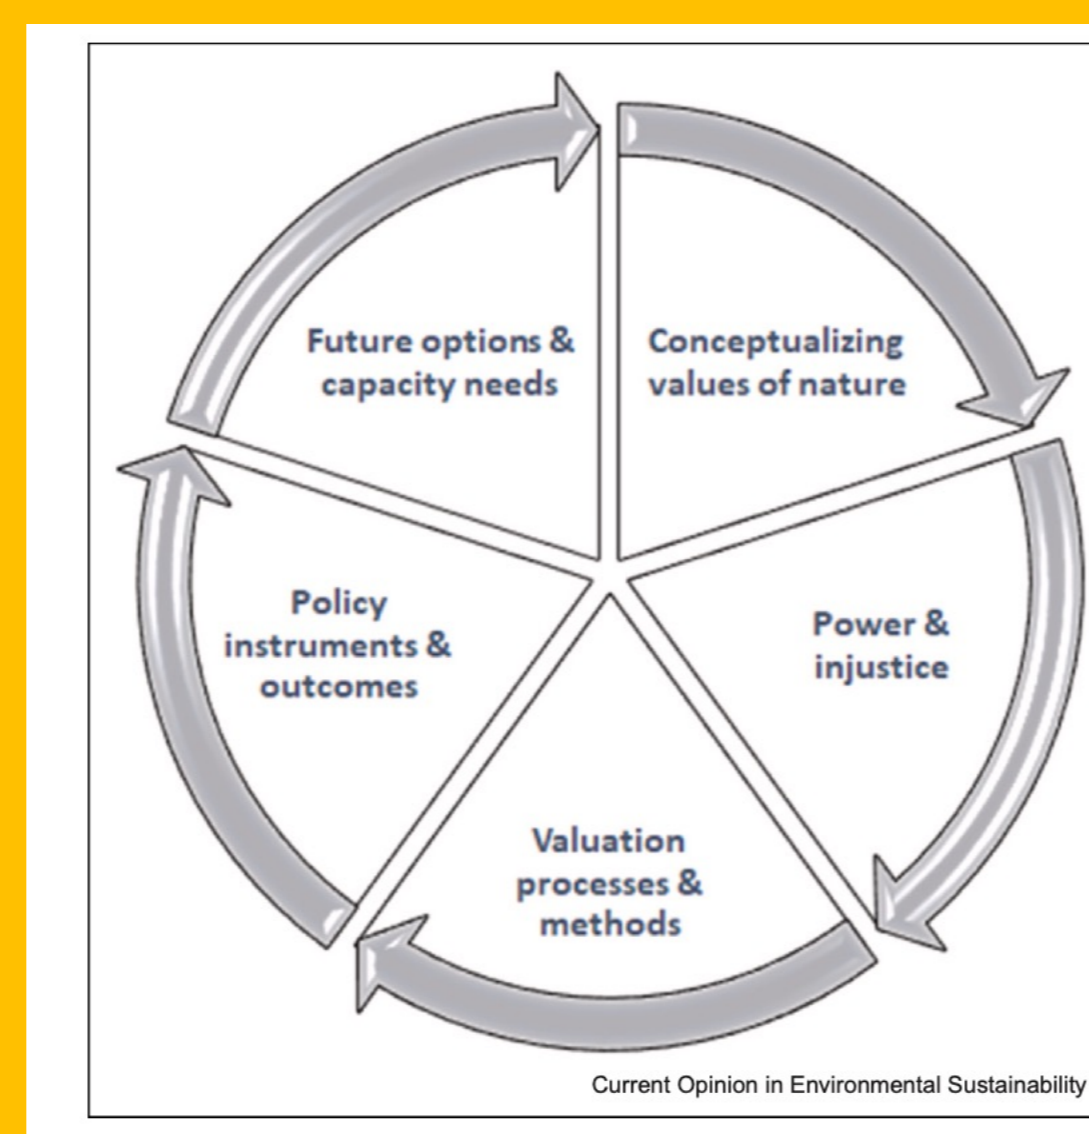 Future options &
capacity needs
Conceptualizing
values of nature
Policy
instruments &
outcomes
Power &
injustice
Valuation
processes &
methods
Current Opinion in Environmental Sustainability